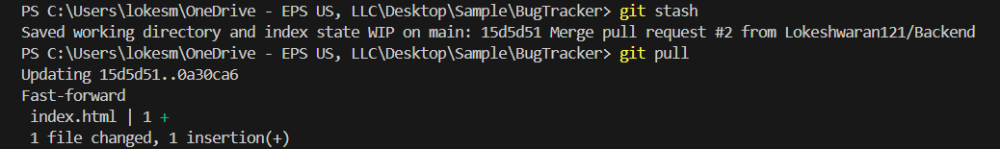 PS C:\Users\lokesm\OneDrive - EPS US, LLC\Desktop\Sample\BugTracker> git stash
Saved working directory and index state WIP on main: 15d5d51 Merge pull request #2 from Lokeshwaran121/Backend
PS C:\Users\lokesm\OneDrive - EPS US, LLC\Desktop\Sample\BugTracker> git pull
Updating 15d5d51..0a30ca6
Fast-forward
 index.html | 1 +
 1 file changed, 1 insertion(+)